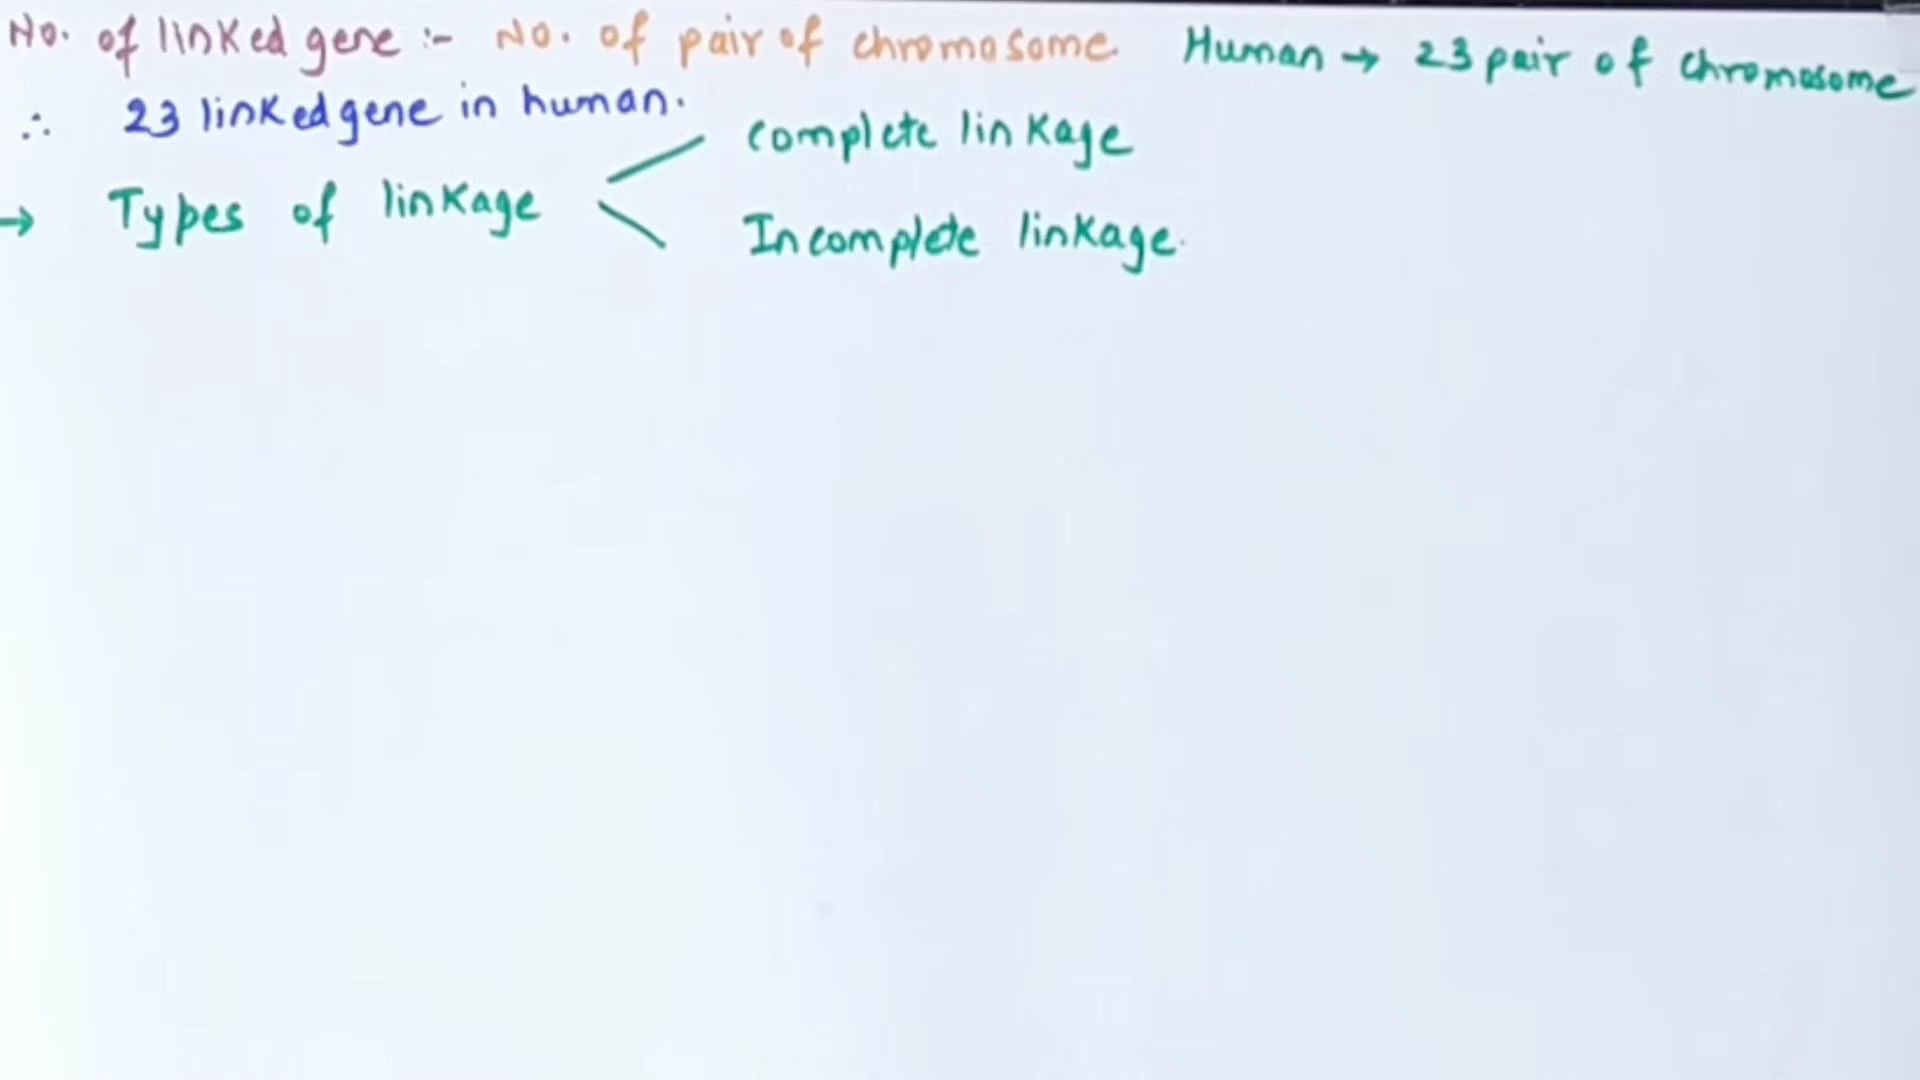 No. of linked gene :- No. of pair of chromosome. Human → 23 pair of chromosome
∴ 23 linked gene in human.
→ Types of linkage
complete linkage
Incomplete linkage.